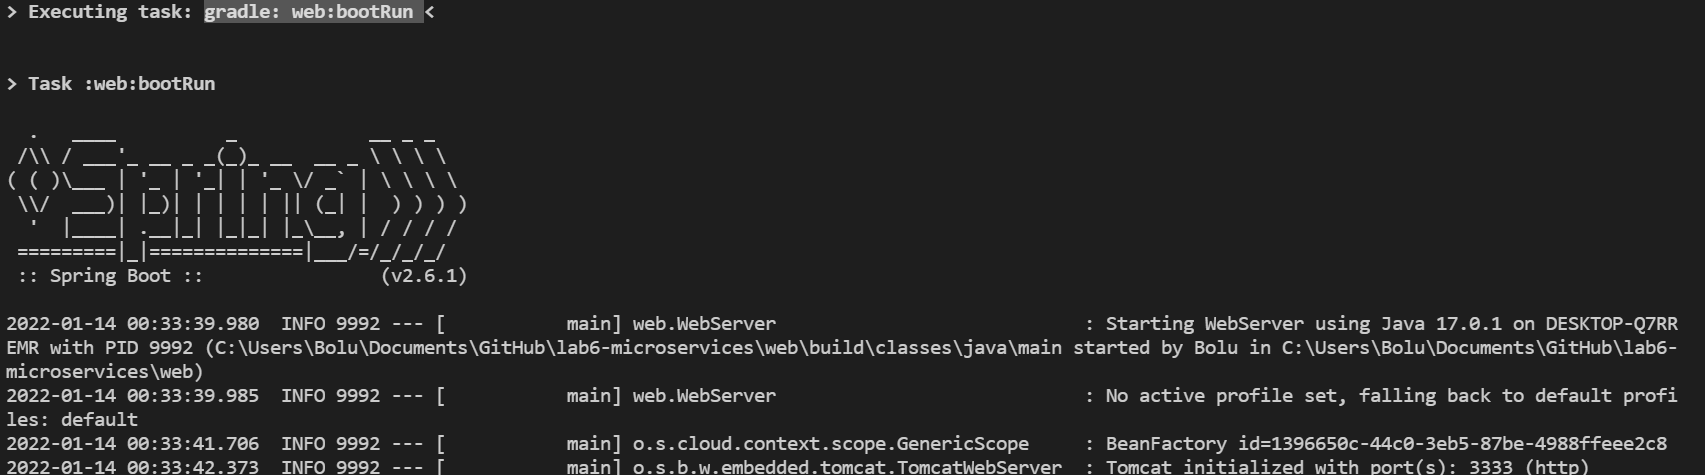 > Executing task: gradle: web:bootRun <
> Task :web:bootRun
  .   ____          _            __ _ _
 /\\ / ___'_ __ _ _(_)_ __  __ _ \ \ \ \
( ( )\___ | '_ | '_| | '_ \/ _` | \ \ \ \
 \\/  ___)| |_)| | | | | || (_| |  ) ) ) )
  '  |____| .__|_| |_|_| |_\__, | / / / /
 =========|_|==============|___/=/_/_/_/
 :: Spring Boot ::                (v2.6.1)
2022-01-14 00:33:39.980  INFO 9992 --- [           main] web.WebServer                            : Starting WebServer using Java 17.0.1 on DESKTOP-Q7RR
EMR with PID 9992 (C:\Users\Bolu\Documents\GitHub\lab6-microservices\web\build\classes\java\main started by Bolu in C:\Users\Bolu\Documents\GitHub\lab6-
microservices\web)
2022-01-14 00:33:39.985  INFO 9992 --- [           main] web.WebServer                            : No active profile set, falling back to default profi
les: default
2022-01-14 00:33:41.706  INFO 9992 --- [           main] o.s.cloud.context.scope.GenericScope     : BeanFactory id=1396650c-44c0-3eb5-87be-4988ffeee2c8
2022-01-14 00:33:42.373  INFO 9992 --- [           main] o.s.b.w.embedded.tomcat.TomcatWebServer  : Tomcat initialized with port(s): 3333 (http)